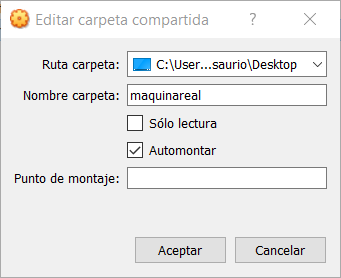 Editar carpeta compartida ?
Ruta carpeta: C:\User...saurio\Desktop
Nombre carpeta: maquinareal
Sólo lectura
Automontar
Punto de montaje:
Aceptar Cancelar